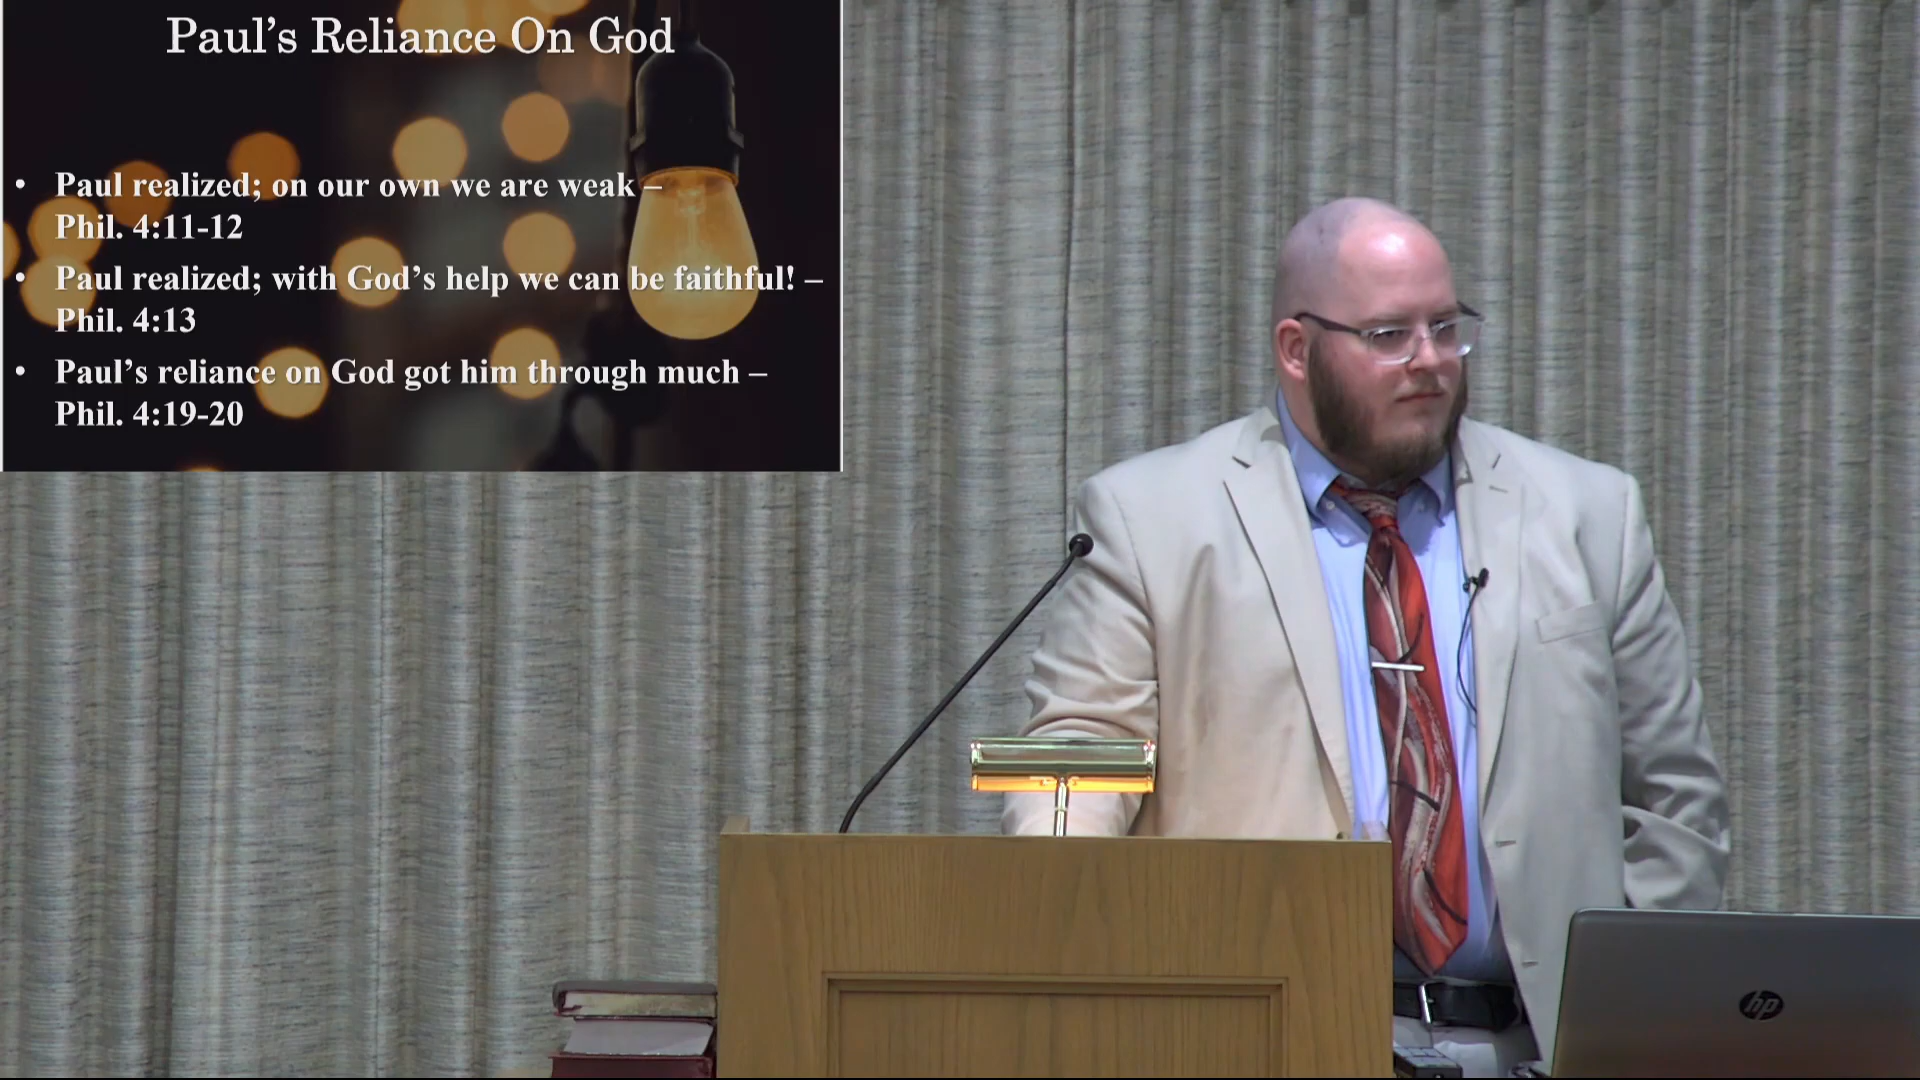 Paul's Reliance On God
• Paul realized; on our own we are weak –
Phil. 4:11-12
• Paul realized; with God's help we can be faithful! –
Phil. 4:13
• Paul's reliance on God got him through much –
Phil. 4:19-20
hp